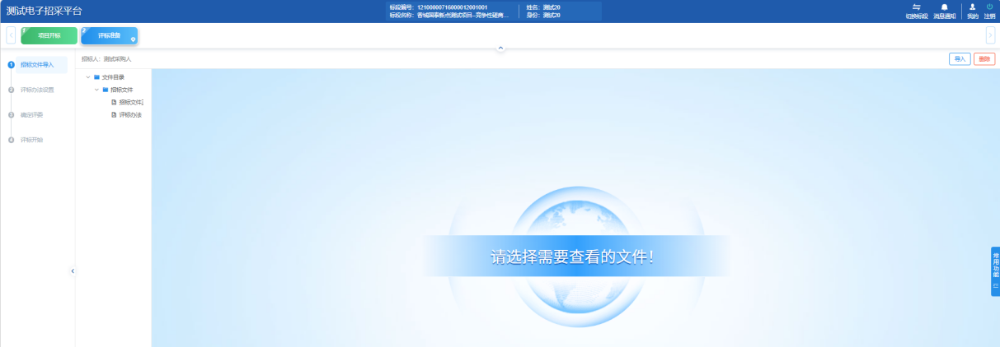 测试电子招采平台
标段编号：1210000071600001 2001001
标段名称：香城国泰新点测试项目--竞争性磋商...
姓名：测试20
身份：测试20
切换标段
消息通知
我的
注销
1 项目开标
2 评标准备
1 招标文件导入
2 评标办法设置
3 确定评委
4 评标开始
招标人：测试采购人
导入
删除
文件目录
招标文件
招标文件正
评标办法
请选择需要查看的文件！
常用功能